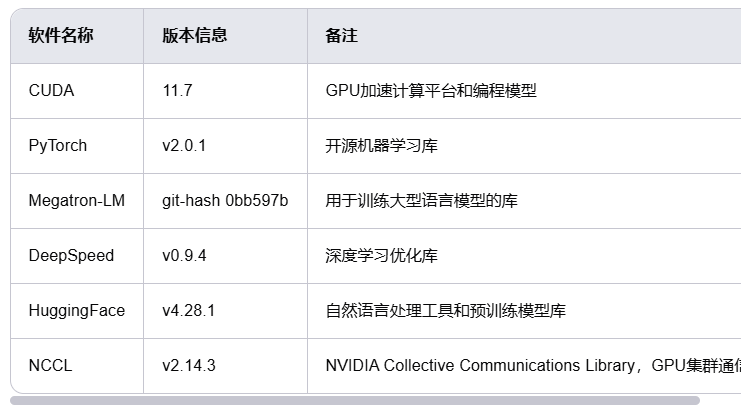 软件名称 版本信息 备注
CUDA 11.7 GPU加速计算平台和编程模型
PyTorch v2.0.1 开源机器学习库
Megatron-LM git-hash 0bb597b 用于训练大型语言模型的库
DeepSpeed v0.9.4 深度学习优化库
HuggingFace v4.28.1 自然语言处理工具和预训练模型库
NCCL v2.14.3 NVIDIA Collective Communications Library，GPU集群通信